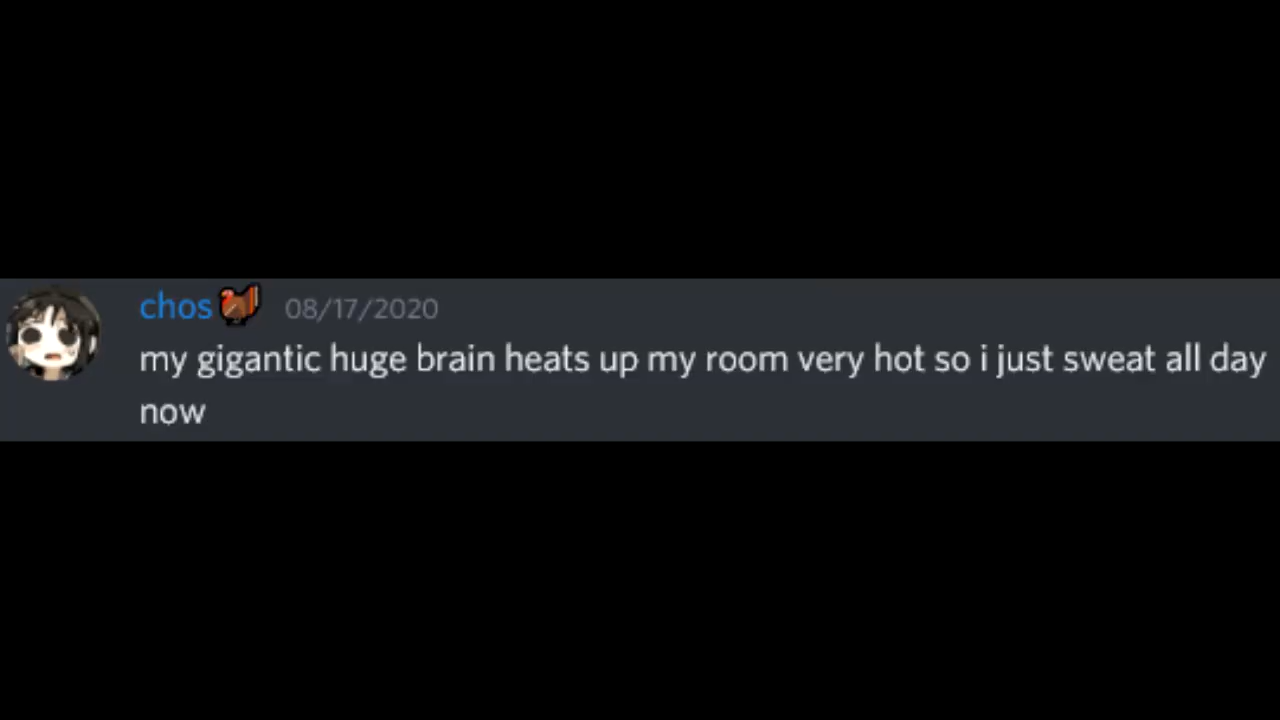 chos 08/17/2020
my gigantic huge brain heats up my room very hot so i just sweat all day
now